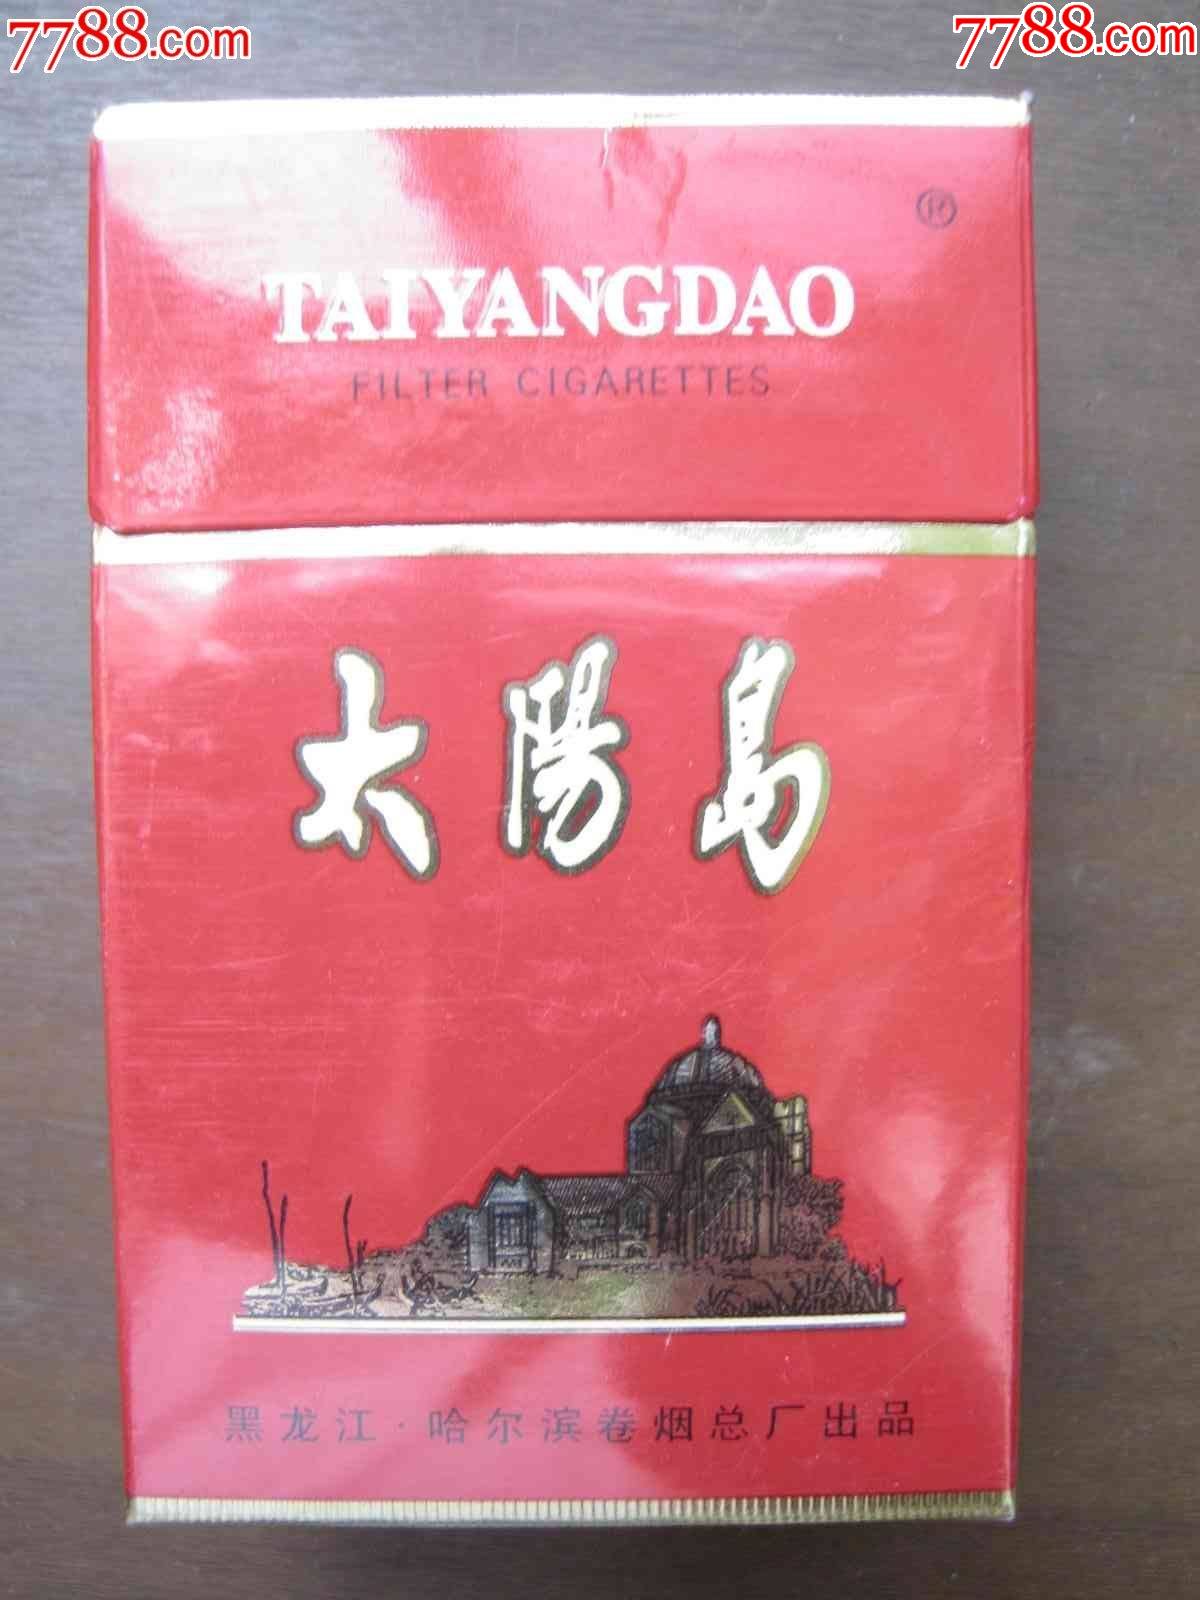 7788.com
7788.com
®
TAIYANGDAO
FILTER CIGARETTES
太陽島
黑龙江·哈尔滨卷烟总厂出品